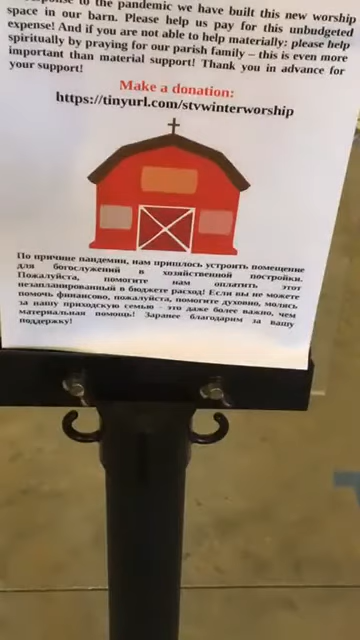 to the pandemic we have built this new worship
space in our barn. Please help us pay for this unbudgeted
expense! And if you are not able to help materially; please help
spiritually by praying for our parish family – this is even more
important than material support! Thank you in advance for
your support!
Make a donation:
https://tinyurl.com/stvwinterworship
По причине пандемии, нам пришлось устроить помещение
для богослужений в хозяйственной постройки.
Пожалуйста, помогите нам оплатить этот
незапланированный в бюджете расход! Если вы не можете
помочь финансово, пожалуйста, помогите духовно, молясь
за нашу приходскую семью - это даже более важно, чем
материальная помощь! Заранее благодарим за вашу
поддержку!